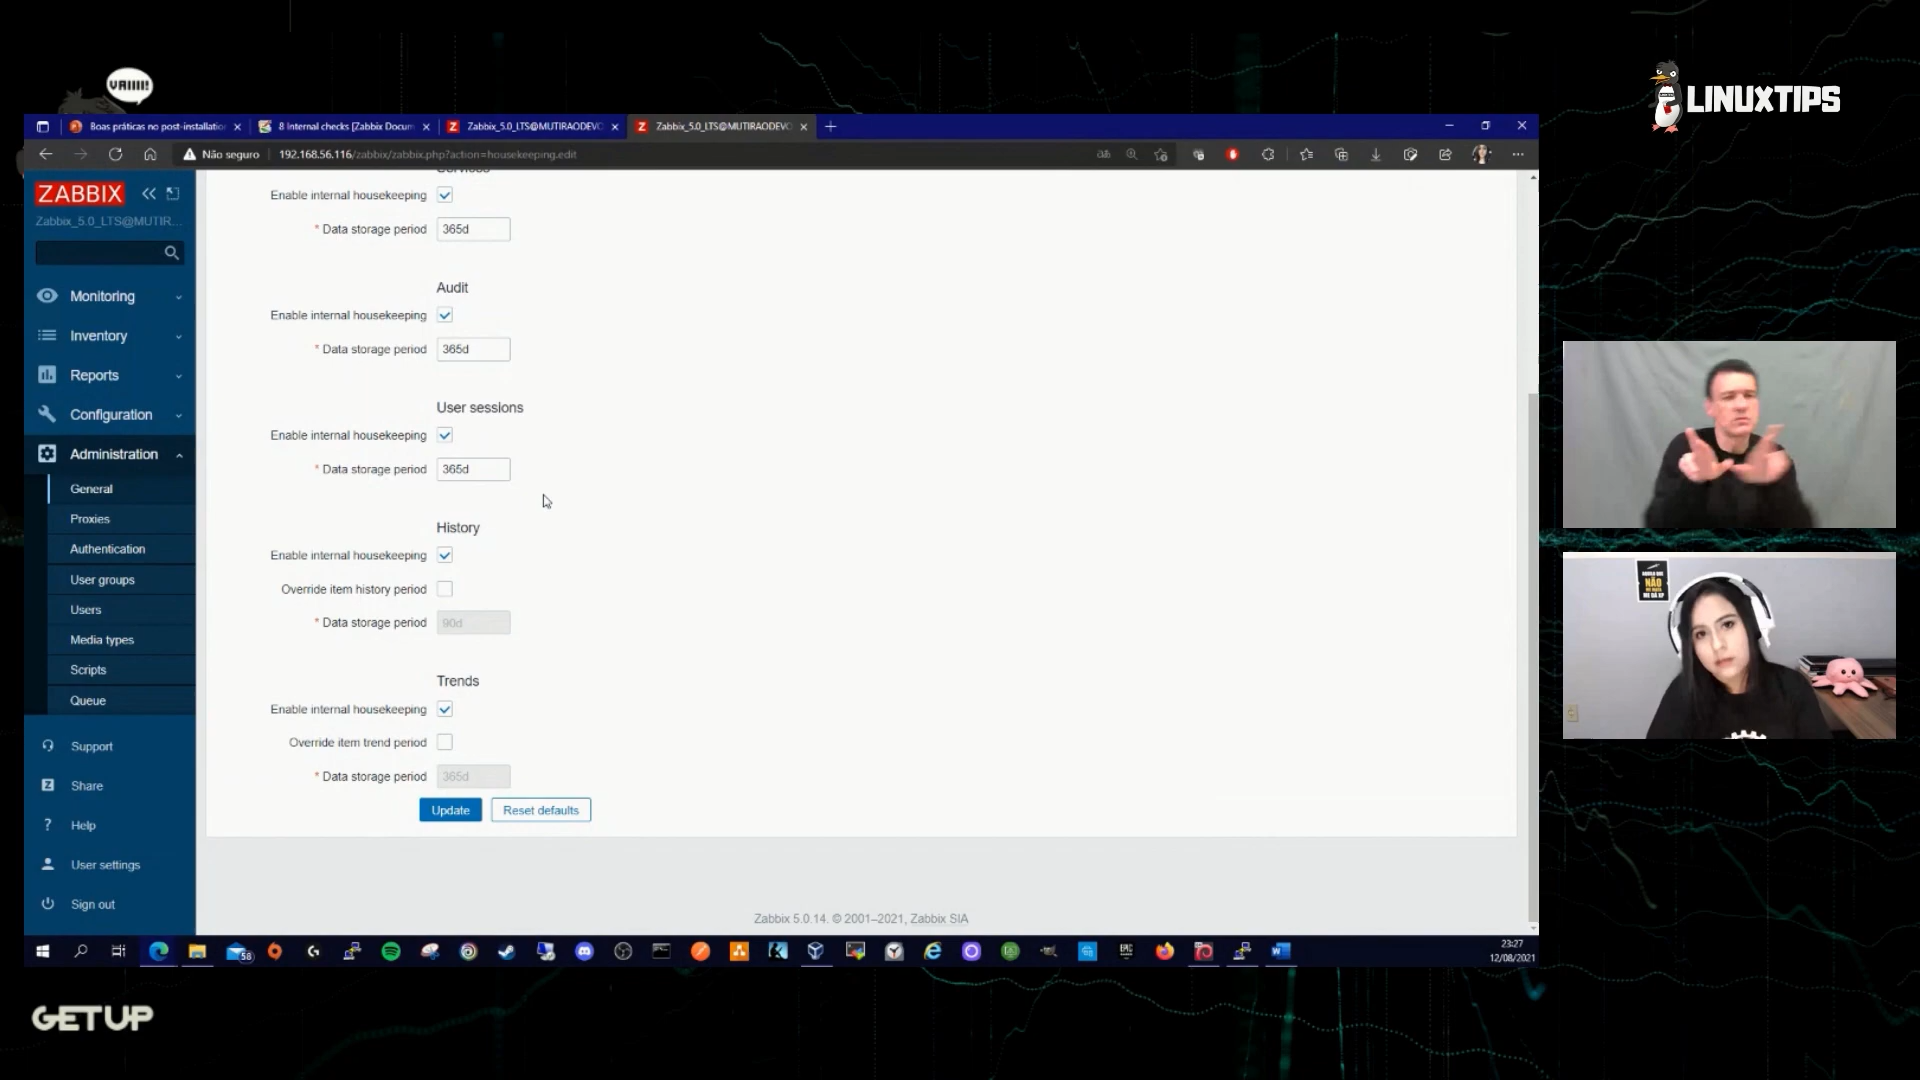 VAIIII!
LINUXTIPS
Boas práticas no post-installatio
8 Internal checks [Zabbix Docum
Zabbix_5.0_LTS@MUTIRAODEVO
Zabbix_5.0_LTS@MUTIRAODEVO
Não seguro
192.168.56.116/zabbix/zabbix.php?action=housekeeping.edit
ZABBIX
Zabbix_5.0_LTS@MUTIR...
Monitoring
Inventory
Reports
Configuration
Administration
General
Proxies
Authentication
User groups
Users
Media types
Scripts
Queue
Support
Share
Help
User settings
Sign out
Services
Enable internal housekeeping
* Data storage period 365d
Audit
Enable internal housekeeping
* Data storage period 365d
User sessions
Enable internal housekeeping
* Data storage period 365d
History
Enable internal housekeeping
Override item history period
* Data storage period 90d
Trends
Enable internal housekeeping
Override item trend period
* Data storage period 365d
Update Reset defaults
Zabbix 5.0.14. © 2001–2021, Zabbix SIA
58
23:27
12/08/2021
NÃO
GETUP